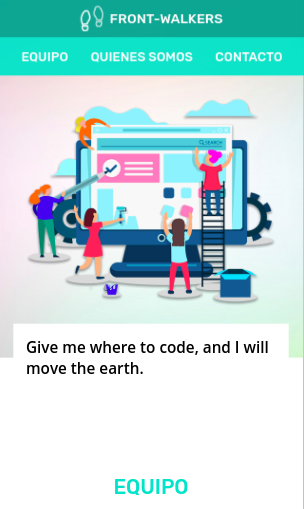 FRONT-WALKERS
EQUIPO QUIENES SOMOS CONTACTO
SEARCH
Give me where to code, and I will
move the earth.
EQUIPO